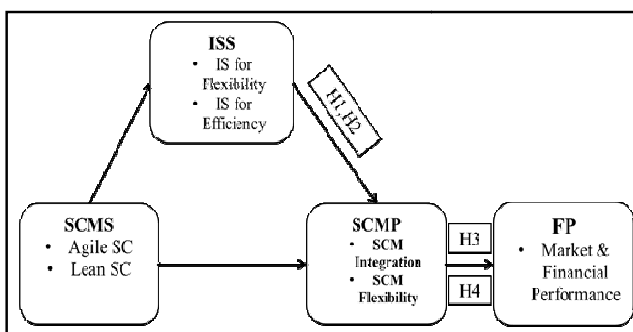 ISS
• IS for
Flexibility
• IS for
Efficiency
H1,H2
SCMS
• Agile SC
• Lean SC
SCMP
• SCM
Integration
• SCM
Flexibility
H3
H4
FP
• Market &
Financial
Performance